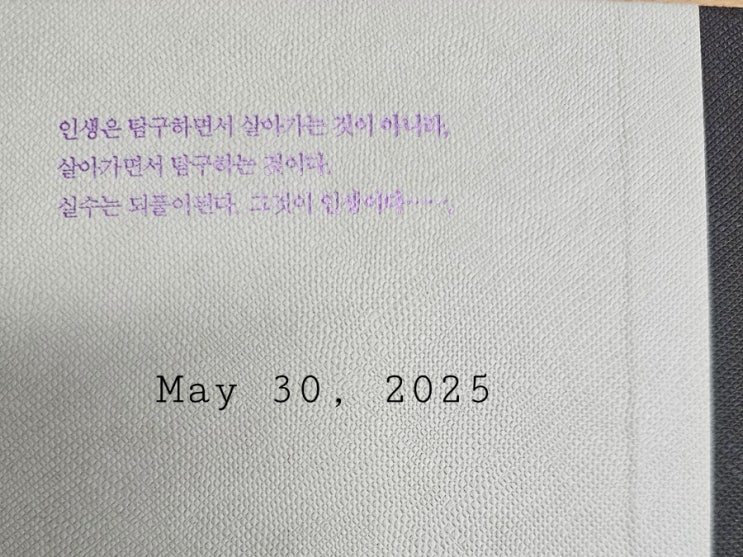 인생은 탐구하면서 살아가는 것이 아니라,
살아가면서 탐구하는 것이다.
실수는 되풀이된다. 그것이 인생이다…….
May 30, 2025